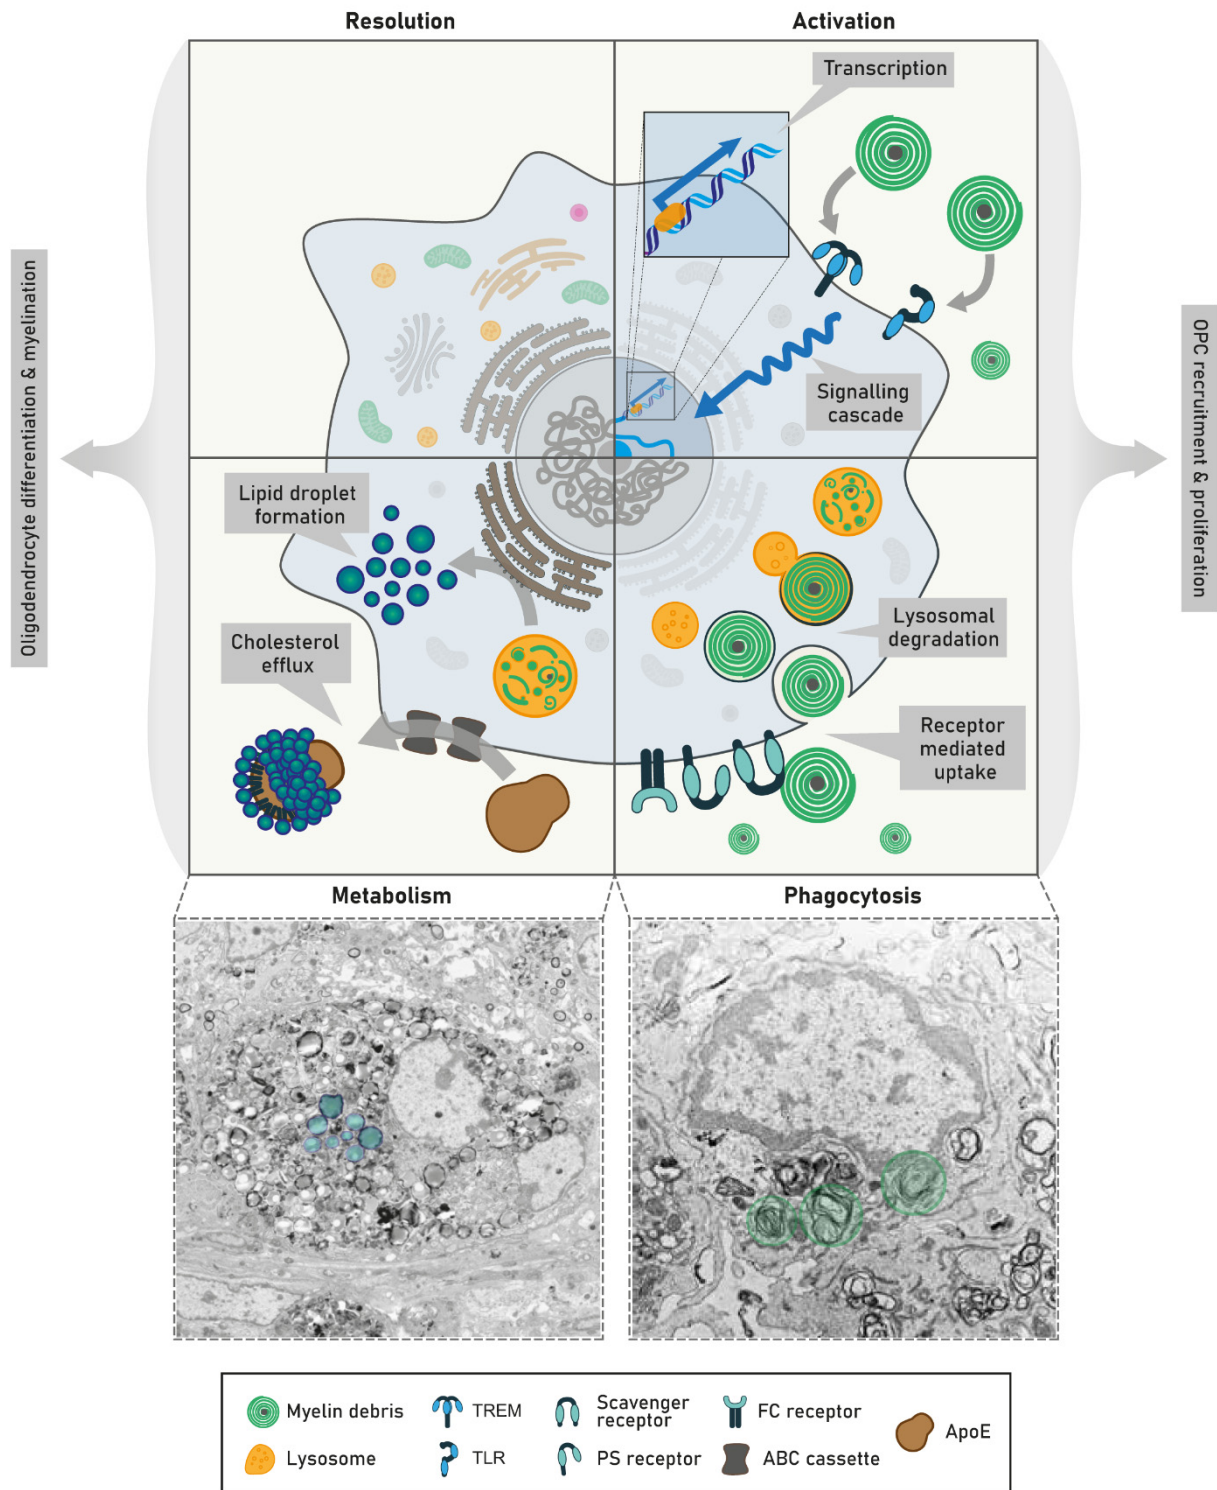 Resolution
Activation
Transcription
Signalling
cascade
Oligodendrocyte differentiation & myelination
OPC recruitment & proliferation
Lipid droplet
formation
Cholesterol
efflux
Lysosomal
degradation
Receptor
mediated
uptake
Metabolism
Phagocytosis
Myelin debris
TREM
Scavenger
receptor
FC receptor
ApoE
Lysosome
TLR
PS receptor
ABC cassette